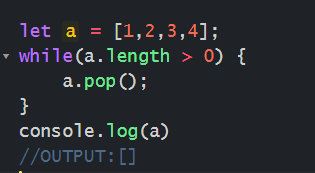 let a = [1,2,3,4];
while(a.length > 0) {
    a.pop();
}
console.log(a)
//OUTPUT:[]